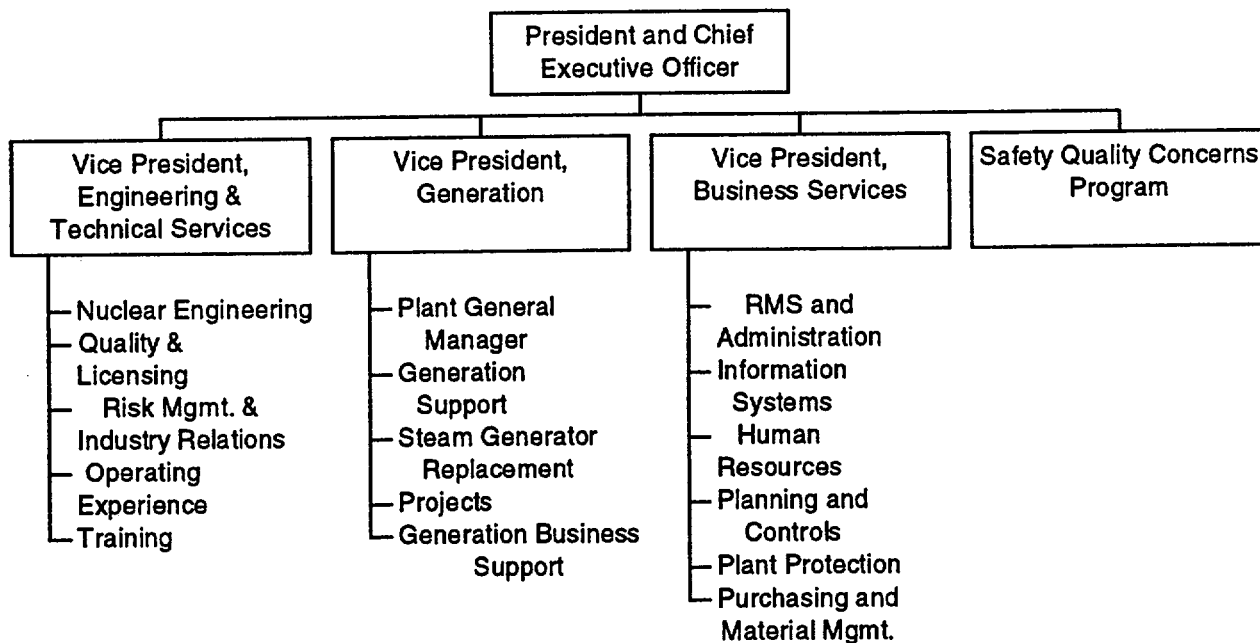 President and Chief
Executive Officer
Vice President,
Engineering &
Technical Services
Vice President,
Generation
Vice President,
Business Services
Safety Quality Concerns
Program
Nuclear Engineering
Quality &
Licensing
Risk Mgmt. &
Industry Relations
Operating
Experience
Training
Plant General
Manager
Generation
Support
Steam Generator
Replacement
Projects
Generation Business
Support
RMS and
Administration
Information
Systems
Human
Resources
Planning and
Controls
Plant Protection
Purchasing and
Material Mgmt.